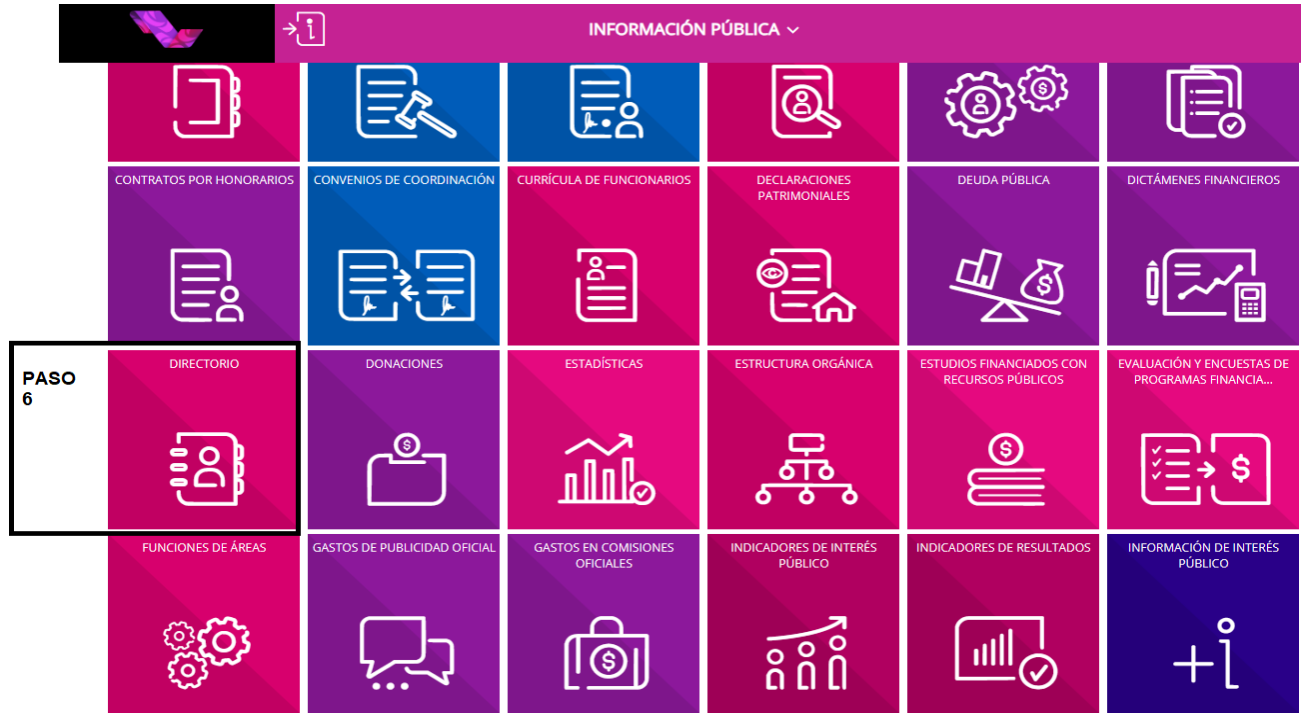 INFORMACIÓN PÚBLICA
CONTRATOS POR HONORARIOS
CONVENIOS DE COORDINACIÓN
CURRÍCULA DE FUNCIONARIOS
DECLARACIONES
PATRIMONIALES
DEUDA PÚBLICA
DICTÁMENES FINANCIEROS
PASO
6
DIRECTORIO
DONACIONES
ESTADÍSTICAS
ESTRUCTURA ORGÁNICA
ESTUDIOS FINANCIADOS CON
RECURSOS PÚBLICOS
EVALUACIÓN Y ENCUESTAS DE
PROGRAMAS FINANCIA...
FUNCIONES DE ÁREAS
GASTOS DE PUBLICIDAD OFICIAL
GASTOS EN COMISIONES
OFICIALES
INDICADORES DE INTERÉS
PÚBLICO
INDICADORES DE RESULTADOS
INFORMACIÓN DE INTERÉS
PÚBLICO